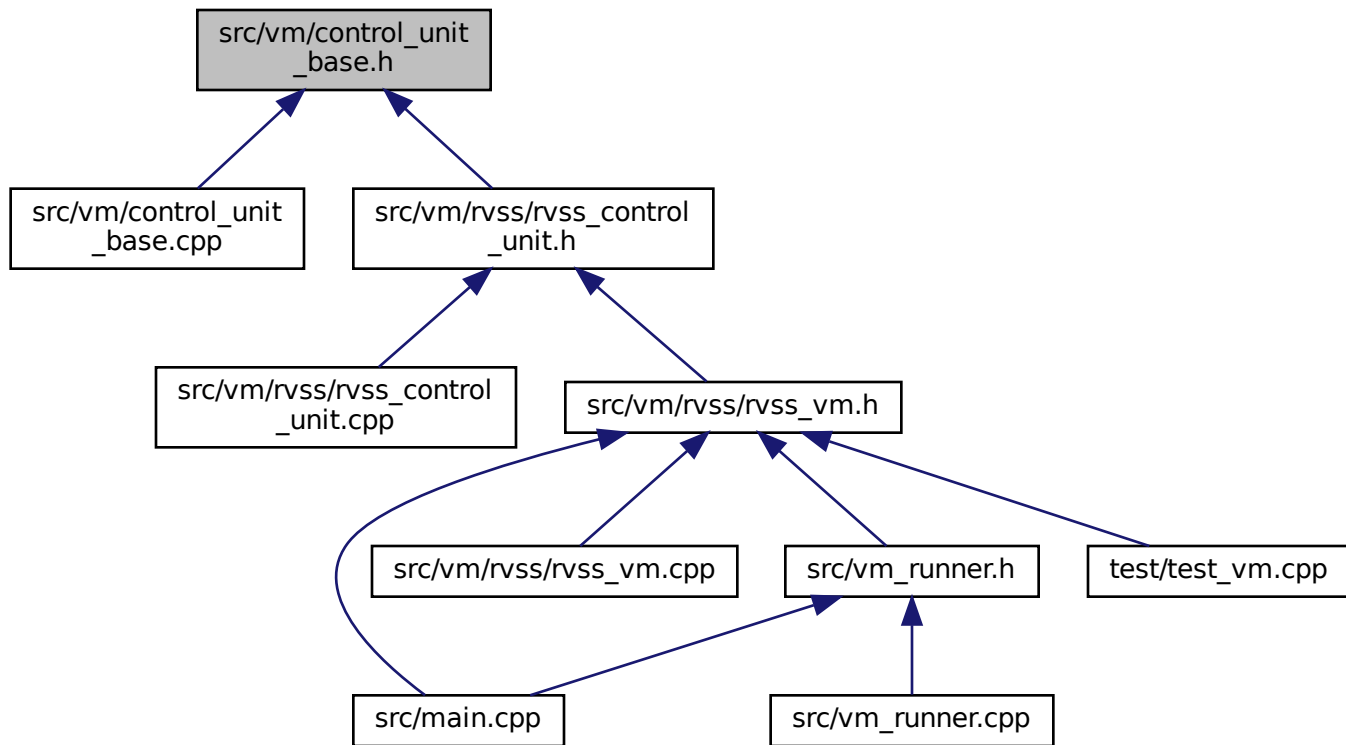 src/vm/control_unit
_base.h
src/vm/control_unit
_base.cpp
src/vm/rvss/rvss_control
_unit.h
src/vm/rvss/rvss_control
_unit.cpp
src/vm/rvss/rvss_vm.h
src/vm/rvss/rvss_vm.cpp
src/vm_runner.h
test/test_vm.cpp
src/main.cpp
src/vm_runner.cpp